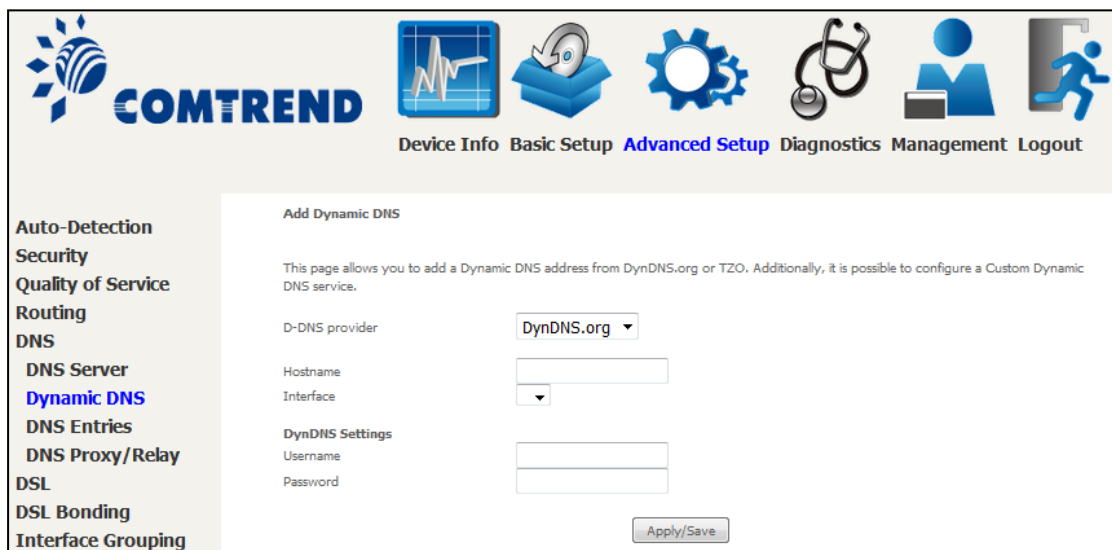 COMTREND
Device Info Basic Setup Advanced Setup Diagnostics Management Logout
Auto-Detection
Security
Quality of Service
Routing
DNS
DNS Server
Dynamic DNS
DNS Entries
DNS Proxy/Relay
DSL
DSL Bonding
Interface Grouping
Add Dynamic DNS
This page allows you to add a Dynamic DNS address from DynDNS.org or TZO. Additionally, it is possible to configure a Custom Dynamic
DNS service.
D-DNS provider DynDNS.org
Hostname
Interface
DynDNS Settings
Username
Password
Apply/Save